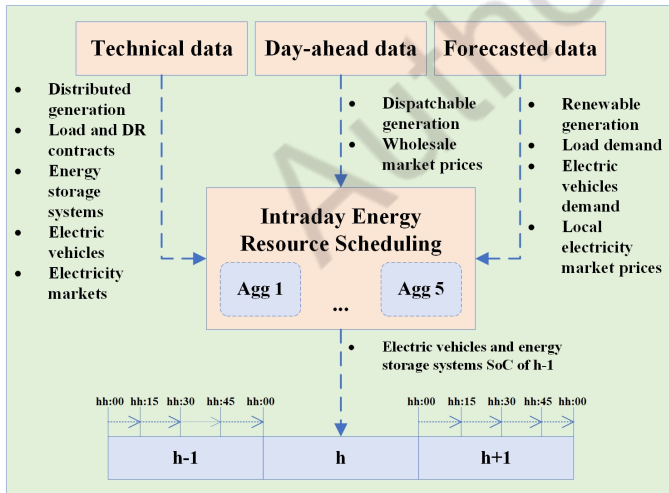 Technical data
Day-ahead data
Forecasted data
• Distributed
generation
• Load and DR
contracts
• Energy
storage
systems
• Electric
vehicles
• Electricity
markets
• Dispatchable
generation
• Wholesale
market prices
• Renewable
generation
• Load demand
• Electric
vehicles
demand
• Local
electricity
market prices
Intraday Energy
Resource Scheduling
Agg 1
...
Agg 5
• Electric vehicles and energy
storage systems SoC of h-1
hh:00 hh:15 hh:30 hh:45 hh:00
hh:00 hh:15 hh:30 hh:45 hh:00
h-1
h
h+1